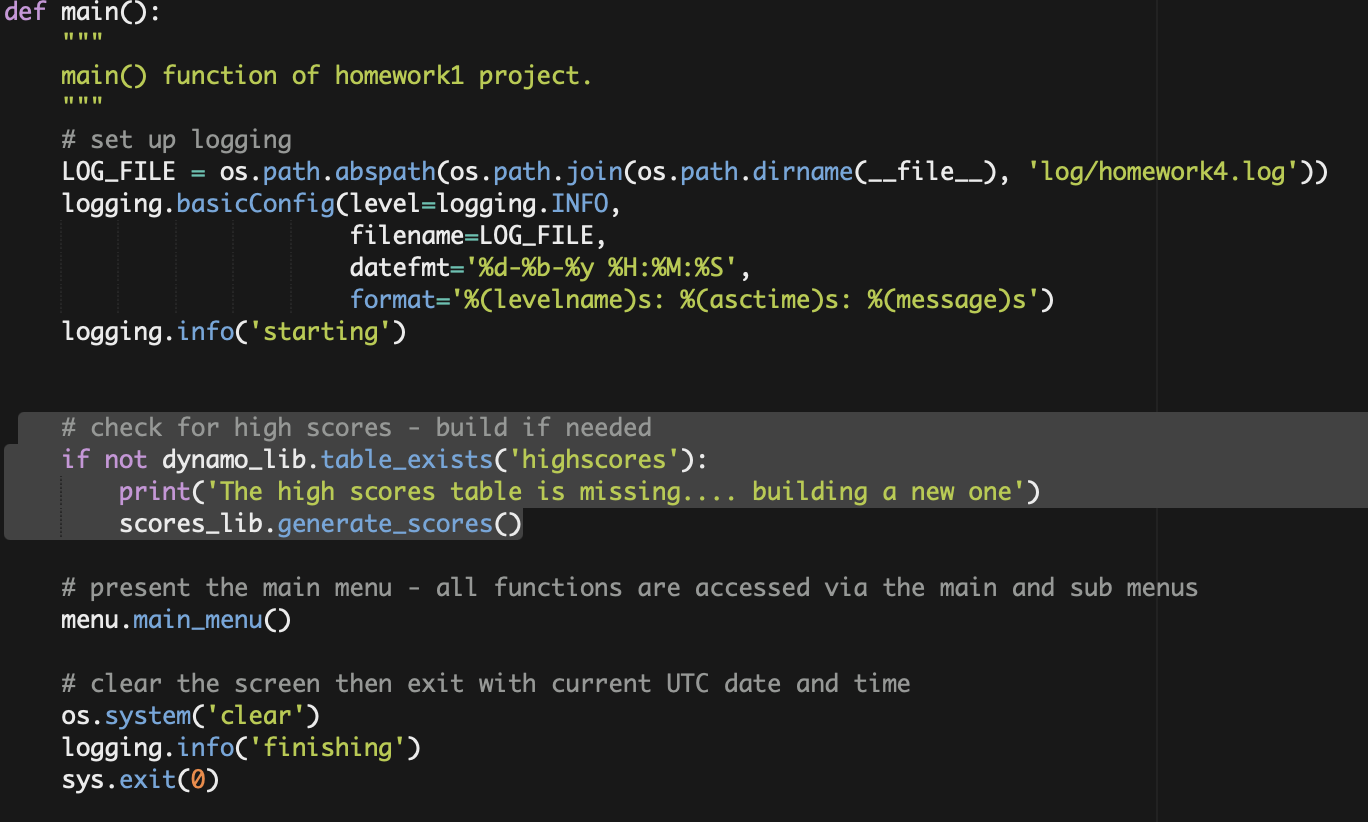 def main():
    """
    main() function of homework1 project.
    """
    # set up logging
    LOG_FILE = os.path.abspath(os.path.join(os.path.dirname(__file__), 'log/homework4.log'))
    logging.basicConfig(level=logging.INFO,
                        filename=LOG_FILE,
                        datefmt='%d-%b-%y %H:%M:%S',
                        format='%(levelname)s: %(asctime)s: %(message)s')
    logging.info('starting')

    # check for high scores - build if needed
    if not dynamo_lib.table_exists('highscores'):
        print('The high scores table is missing.... building a new one')
        scores_lib.generate_scores()

    # present the main menu - all functions are accessed via the main and sub menus
    menu.main_menu()

    # clear the screen then exit with current UTC date and time
    os.system('clear')
    logging.info('finishing')
    sys.exit(0)